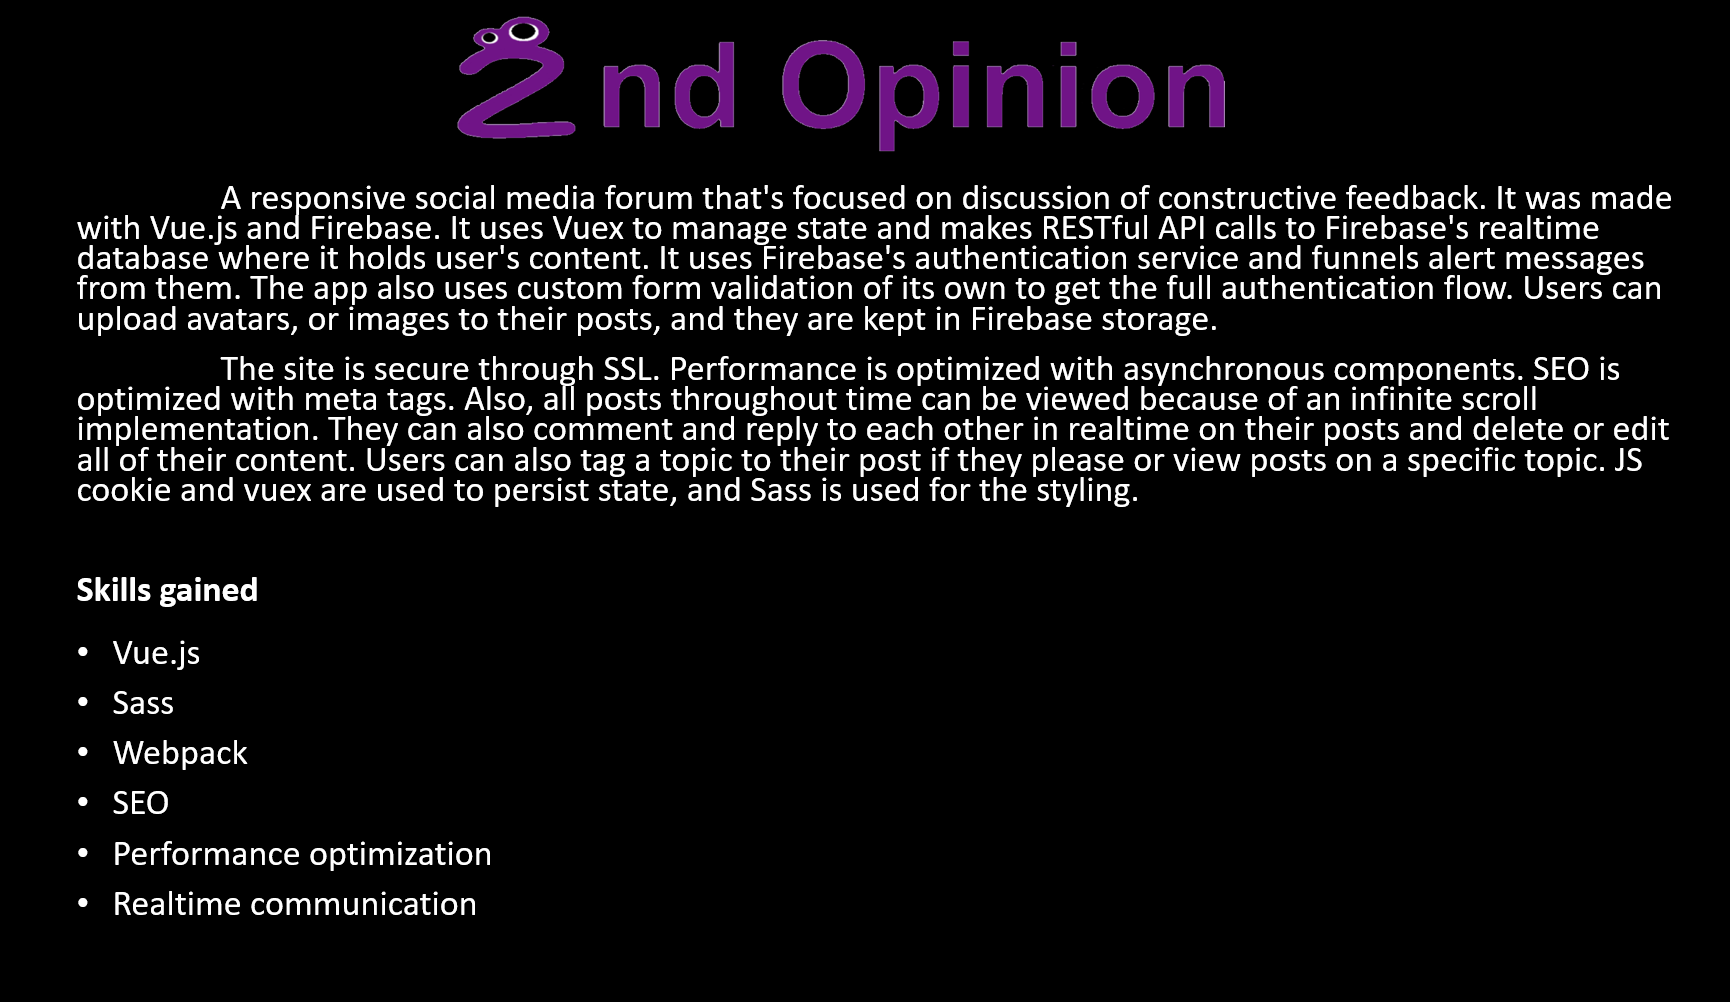 2nd Opinion
A responsive social media forum that's focused on discussion of constructive feedback. It was made
with Vue.js and Firebase. It uses Vuex to manage state and makes RESTful API calls to Firebase's realtime
database where it holds user's content. It uses Firebase's authentication service and funnels alert messages
from them. The app also uses custom form validation of its own to get the full authentication flow. Users can
upload avatars, or images to their posts, and they are kept in Firebase storage.
The site is secure through SSL. Performance is optimized with asynchronous components. SEO is
optimized with meta tags. Also, all posts throughout time can be viewed because of an infinite scroll
implementation. They can also comment and reply to each other in realtime on their posts and delete or edit
all of their content. Users can also tag a topic to their post if they please or view posts on a specific topic. JS
cookie and vuex are used to persist state, and Sass is used for the styling.
Skills gained
• Vue.js
• Sass
• Webpack
• SEO
• Performance optimization
• Realtime communication